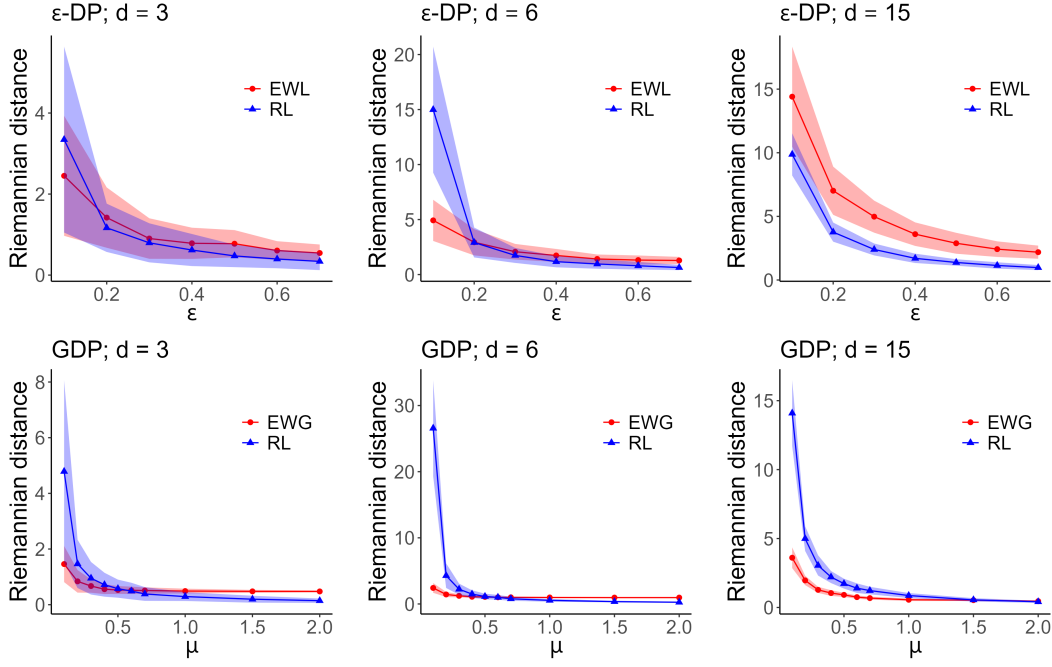 ε-DP; d = 3
Riemannian distance
4
2
0
EWL
RL
0.2
0.4
0.6
ε
ε-DP; d = 6
Riemannian distance
20
15
10
5
0
EWL
RL
0.2
0.4
0.6
ε
ε-DP; d = 15
Riemannian distance
15
10
5
0
EWL
RL
0.2
0.4
0.6
ε
GDP; d = 3
Riemannian distance
8
6
4
2
0
EWG
RL
0.5
1.0
1.5
2.0
μ
GDP; d = 6
Riemannian distance
30
20
10
0
EWG
RL
0.5
1.0
1.5
2.0
μ
GDP; d = 15
Riemannian distance
15
10
5
0
EWG
RL
0.5
1.0
1.5
2.0
μ